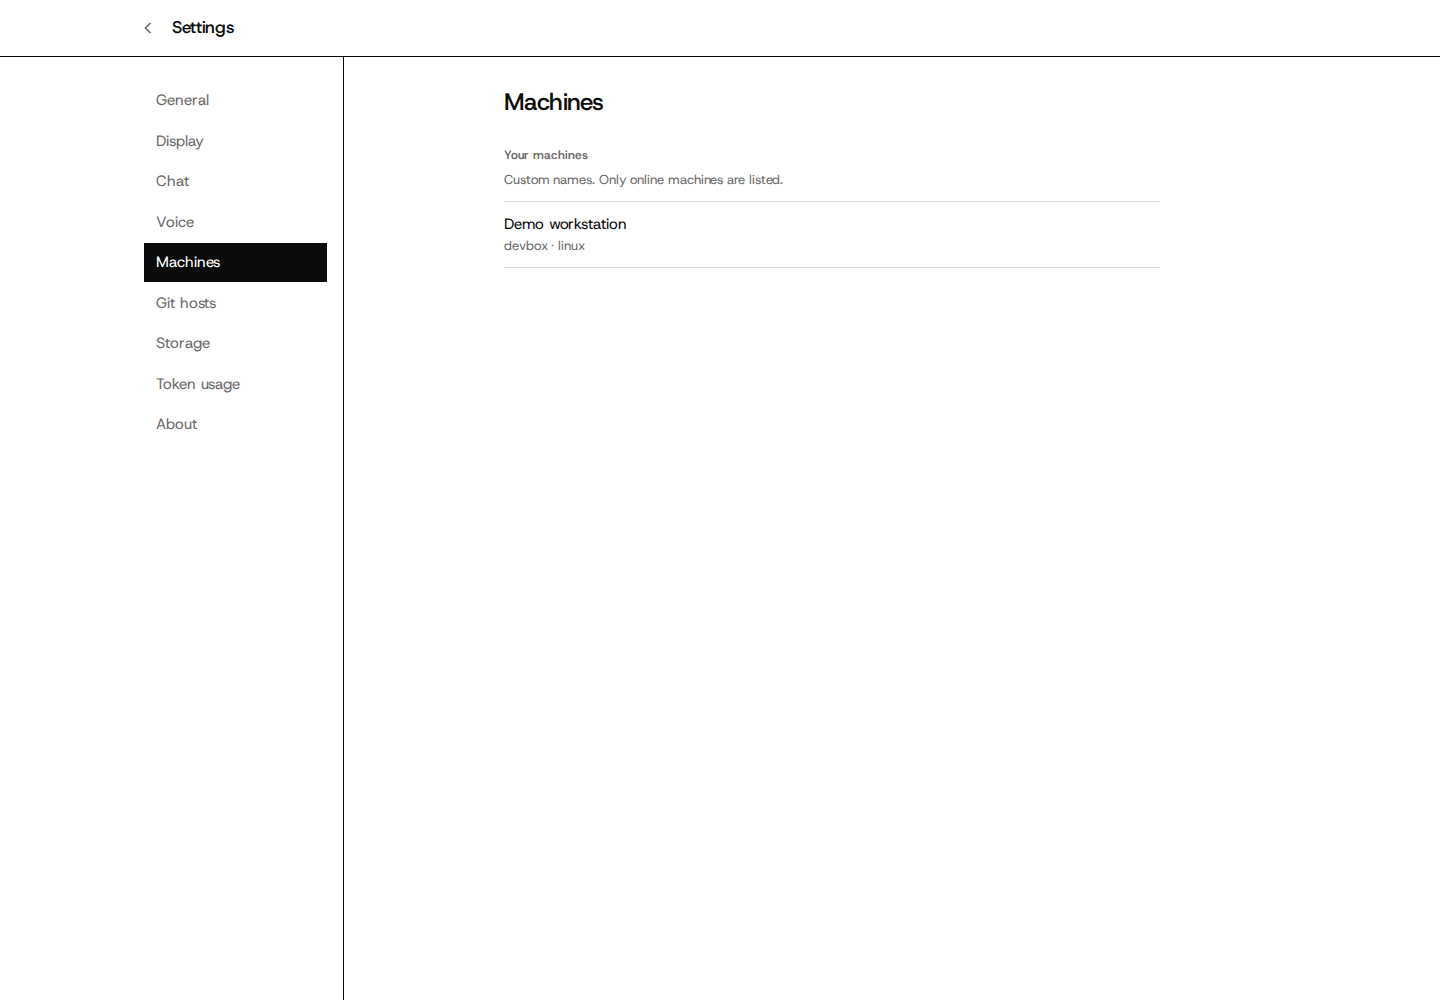 Settings
General
Display
Chat
Voice
Machines
Git hosts
Storage
Token usage
About
Machines
Your machines
Custom names. Only online machines are listed.
Demo workstation
devbox · linux